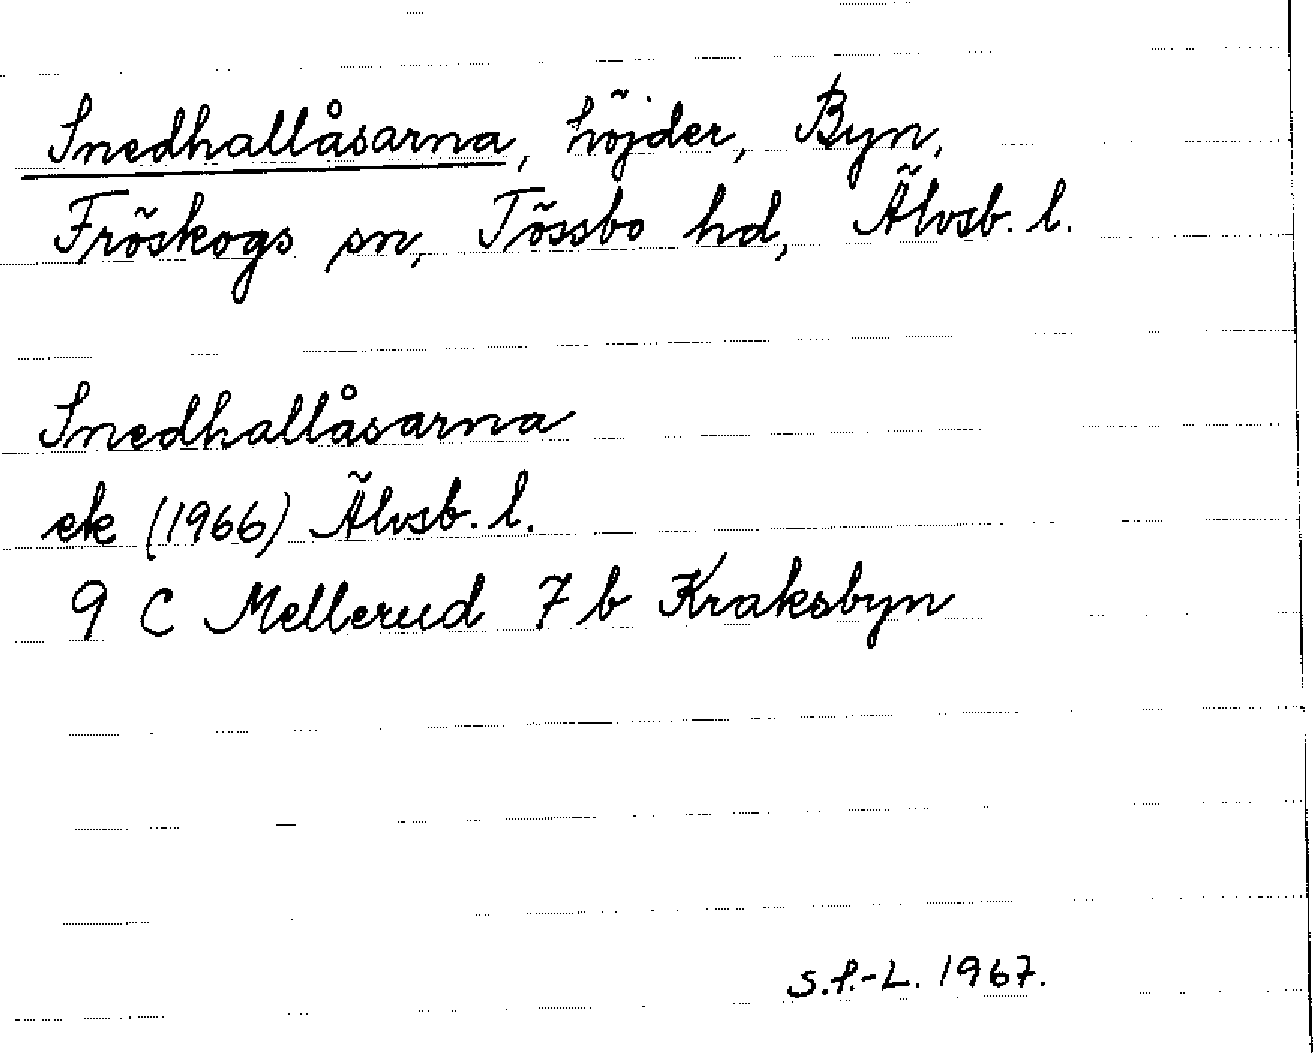 Snedhallåsarna, höjder, Byn,
Fröskogs sn, Tössbo hd, Älvsb. l.
Snedhallåsarna
ek (1966) Älvsb. l.
9 C Mellerud 7 b Kraksbyn
S.f.-L. 1967.